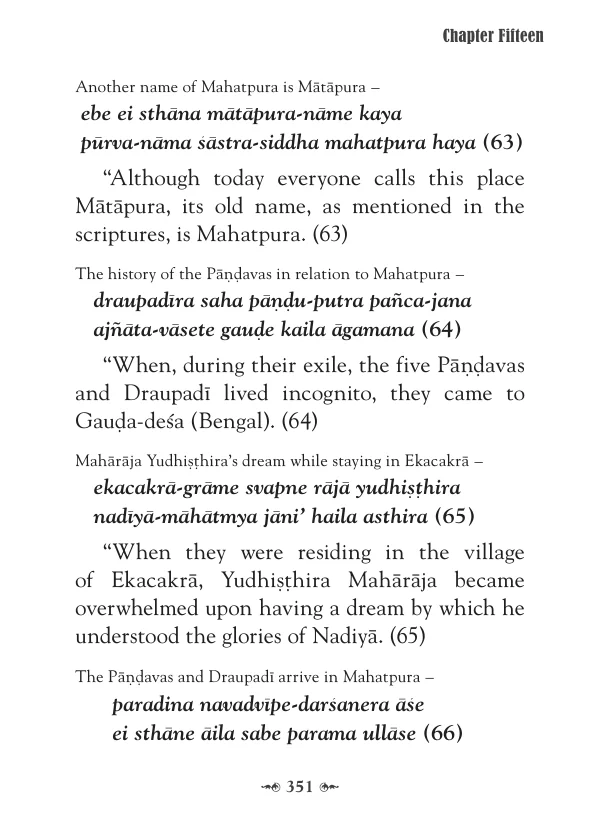 Chapter Fifteen
Another name of Mahatpura is Mātāpura –
ebe ei sthāna mātāpura-nāme kaya
pūrva-nāma śāstra-siddha mahatpura haya (63)
“Although today everyone calls this place
Mātāpura, its old name, as mentioned in the
scriptures, is Mahatpura. (63)
The history of the Pāṇḍavas in relation to Mahatpura –
draupadīra saha pāṇḍu-putra pañca-jana
ajñāta-vāsete gauḍe kaila āgamana (64)
“When, during their exile, the five Pāṇḍavas
and Draupadī lived incognito, they came to
Gauḍa-deśa (Bengal). (64)
Mahārāja Yudhiṣṭhira’s dream while staying in Ekacakrā –
ekacakrā-grāme svapne rājā yudhiṣṭhira
nadīyā-māhātmya jāni’ haila asthira (65)
“When they were residing in the village
of Ekacakrā, Yudhiṣṭhira Mahārāja became
overwhelmed upon having a dream by which he
understood the glories of Nadiyā. (65)
The Pāṇḍavas and Draupadī arrive in Mahatpura –
paradina navadvīpe-darśanera āśe
ei sthāne āila sabe parama ullāse (66)
351